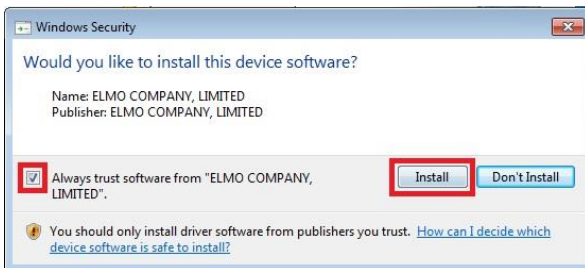 Windows Security
Would you like to install this device software?
Name: ELMO COMPANY, LIMITED
Publisher: ELMO COMPANY, LIMITED
Always trust software from "ELMO COMPANY,
LIMITED".
Install
Don't Install
You should only install driver software from publishers you trust. How can I decide which
device software is safe to install?